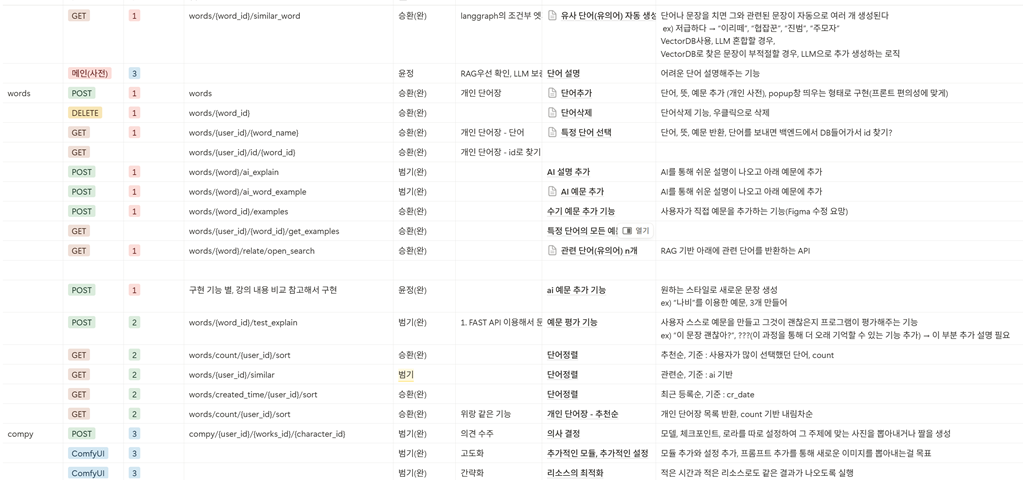 GET 1 words/{word_id}/similar_word 승환(완) langgraph의 조건부 엣 유사 단어(유의어) 자동 생성 단어나 문장을 치면 그와 관련된 문장이 자동으로 여러 개 생성된다
ex) 저급하다 → "이리떼", "협잡꾼", "진범", "주모자"
VectorDB사용, LLM 혼합할 경우,
VectorDB로 찾은 문장이 부적절할 경우, LLM으로 추가 생성하는 로직
메인(사전) 3 윤정 RAG우선 확인, LLM 보 단어 설명 어려운 단어 설명해주는 기능
words POST 1 words 승환(완) 개인 단어장 단어추가 단어, 뜻, 예문 추가 (개인 사전), popup창 띄우는 형태로 구현(프론트 편의성에 맞게)
DELETE 1 words/{word_id} 승환(완) 단어삭제 단어삭제 기능, 우클릭으로 삭제
GET 1 words/{user_id}/{word_name} 승환(완) 개인 단어장 - 단어 특정 단어 선택 단어, 뜻, 예문 반환, 단어를 보내면 백엔드에서 DB들어가서 id 찾기?
GET words/{user_id}/id/{word_id} 승환(완) 개인 단어장 - id로 찾기
POST 1 words/{word}/ai_explain 범기(완) AI 설명 추가 AI를 통해 쉬운 설명이 나오고 아래 예문에 추가
POST 1 words/{word_id}/ai_word_example 범기(완) AI 예문 추가 AI를 통해 쉬운 설명이 나오고 아래 예문에 추가
POST 1 words/{word_id}/examples 승환(완) 수기 예문 추가 기능 사용자가 직접 예문을 추가하는 기능(Figma 수정 요망)
GET words/{user_id}/{word_id}/get_examples 승환(완) 특정 단어의 모든 예 열기
GET 1 words/{word}/relate/open_search 승환(완) 관련 단어(유의어) n개 RAG 기반 아래에 관련 단어를 반환하는 API
POST 1 구현 기능 별, 강의 내용 비교 참고해서 구현 윤정(완) ai 예문 추가 기능 원하는 스타일로 새로운 문장 생성
ex) "나비"를 이용한 예문, 3개 만들어
POST 2 words/{word_id}/test_explain 범기(완) 1. FAST API 이용해서 문 예문 평가 기능 사용자 스스로 예문을 만들고 그것이 괜찮은지 프로그램이 평가해주는 기능
ex) "이 문장 괜찮아?", ???(이 과정을 통해 더 오래 기억할 수 있는 기능 추가) → 이 부분 추가 설명 필요
GET 2 words/count/{user_id}/sort 승환(완) 단어정렬 추천순, 기준 : 사용자가 많이 선택했던 단어, count
GET 2 words/{user_id}/similar 범기 단어정렬 관련순, 기준 : ai 기반
GET 2 words/created_time/{user_id}/sort 승환(완) 단어정렬 최근 등록순, 기준 : cr_date
GET 2 words/count/{user_id}/sort 승환(완) 위랑 같은 기능 개인 단어장 - 추천순 개인 단어장 목록 반환, count 기반 내림차순
compy POST 3 compy/{user_id}/{works_id}/{character_id} 범기(완) 의견 수주 의사 결정 모델, 체크포인트, 로라를 따로 설정하여 그 주제에 맞는 사진을 뽑아내거나 짤을 생성
ComfyUI 3 범기(완) 고도화 추가적인 모듈, 추가적인 설정 모듈 추가와 설정 추가, 프롬프트 추가를 통해 새로운 이미지를 뽑아내는걸 목표
ComfyUI 3 범기(완) 간략화 리소스의 최적화 적은 시간과 적은 리소스로도 같은 결과가 나오도록 실행